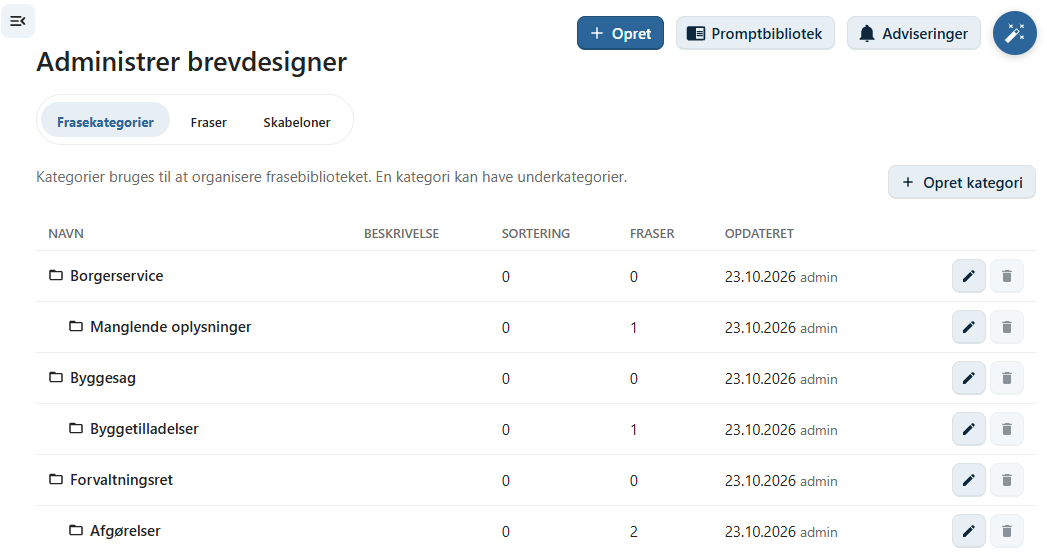 Opret Promptbibliotek Adviseringer
Administrer brevdesigner
Frasekategorier Fraser Skabeloner
Kategorier bruges til at organisere frasebiblioteket. En kategori kan have underkategorier.
Opret kategori
NAVN BESKRIVELSE SORTERING FRASER OPDATERET
Borgerservice 0 0 23.10.2026 admin
Manglende oplysninger 0 1 23.10.2026 admin
Byggesag 0 0 23.10.2026 admin
Byggetilladelser 0 1 23.10.2026 admin
Forvaltningsret 0 0 23.10.2026 admin
Afgørelser 0 2 23.10.2026 admin